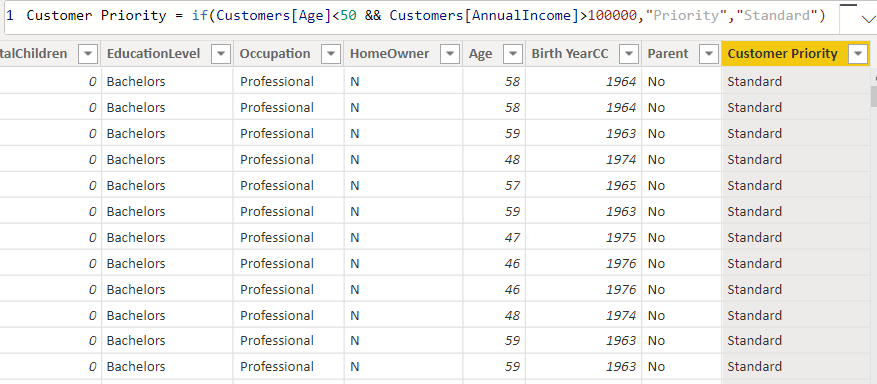 1 Customer Priority = if(Customers[Age]<50 && Customers[AnnualIncome]>100000,"Priority","Standard")
talChildren EducationLevel Occupation HomeOwner Age Birth YearCC Parent Customer Priority
0 Bachelors Professional N 58 1964 No Standard
0 Bachelors Professional N 58 1964 No Standard
0 Bachelors Professional N 59 1963 No Standard
0 Bachelors Professional N 48 1974 No Standard
0 Bachelors Professional N 57 1965 No Standard
0 Bachelors Professional N 59 1963 No Standard
0 Bachelors Professional N 47 1975 No Standard
0 Bachelors Professional N 46 1976 No Standard
0 Bachelors Professional N 46 1976 No Standard
0 Bachelors Professional N 48 1974 No Standard
0 Bachelors Professional N 59 1963 No Standard
0 Bachelors Professional N 59 1963 No Standard